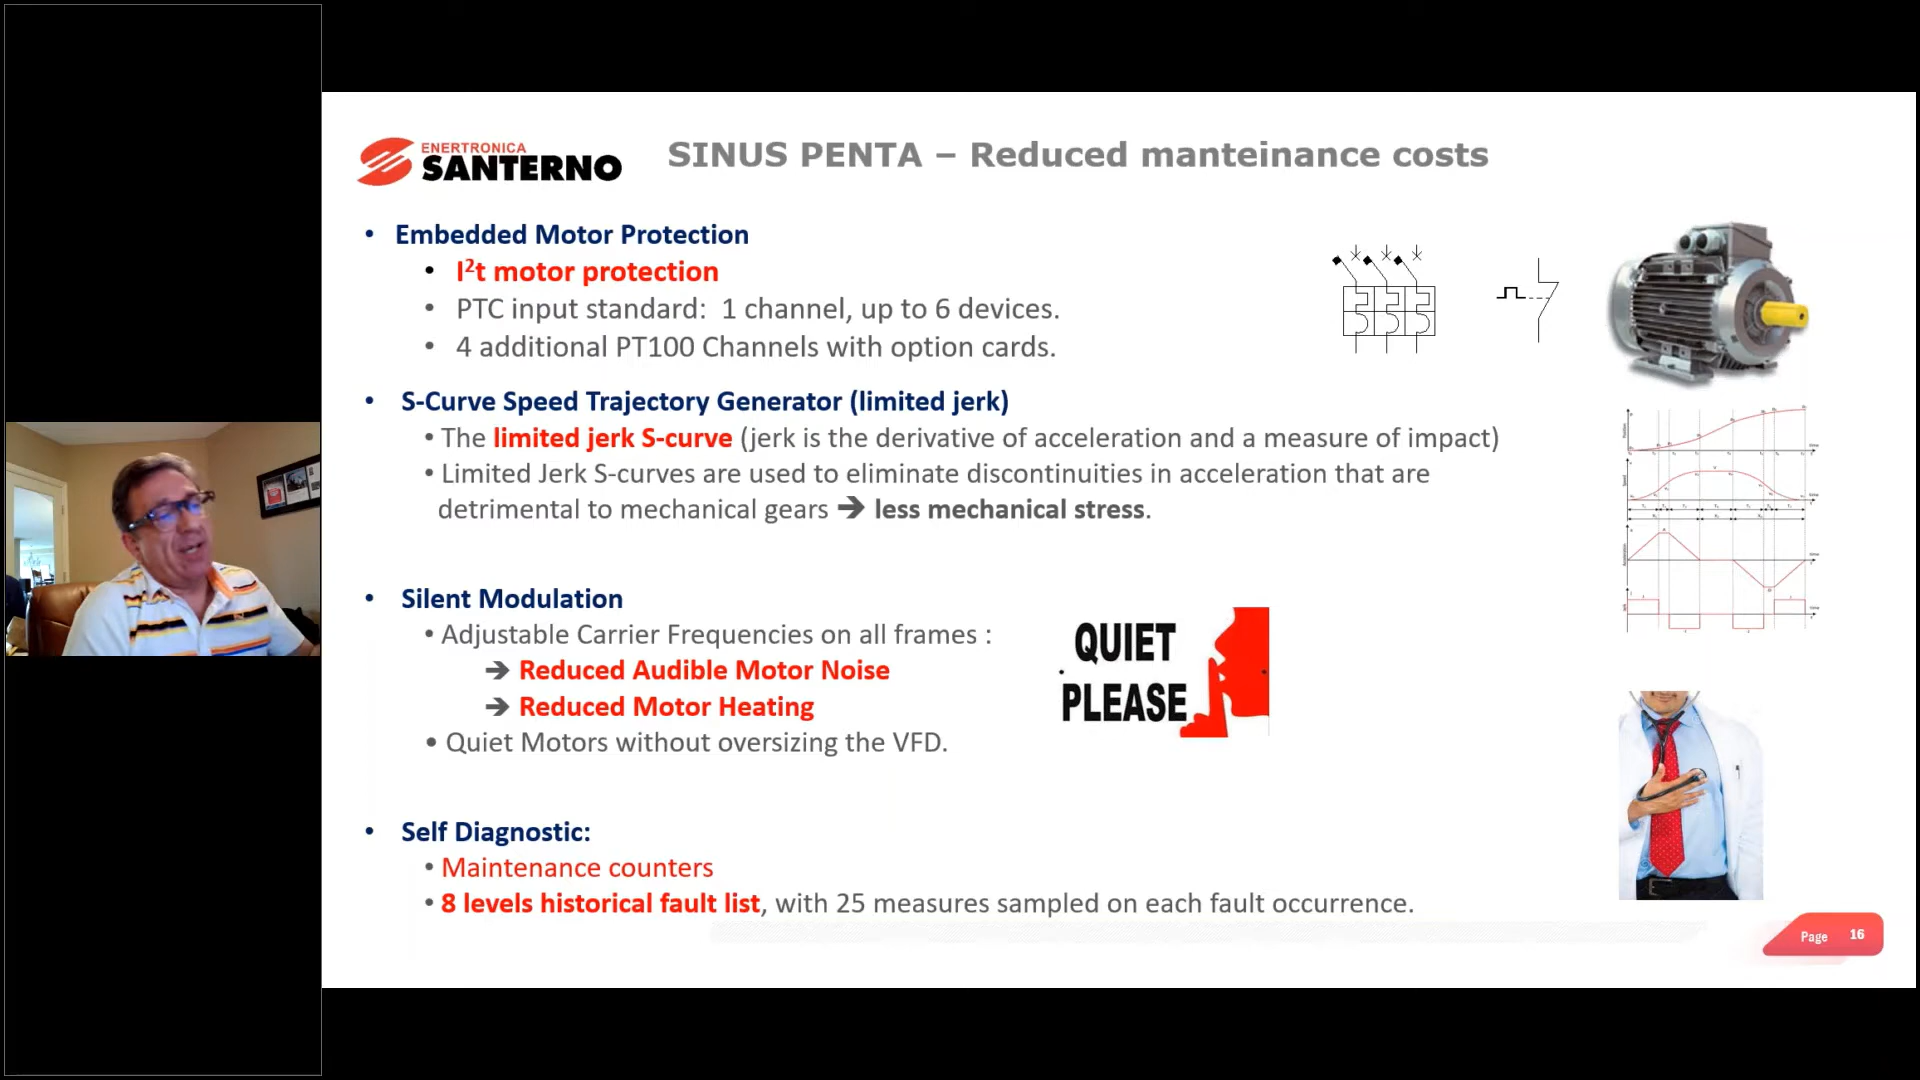 ENERTRONICA
SANTERNO
SINUS PENTA – Reduced manteinance costs
• Embedded Motor Protection
• I²t motor protection
• PTC input standard: 1 channel, up to 6 devices.
• 4 additional PT100 Channels with option cards.
• S-Curve Speed Trajectory Generator (limited jerk)
• The limited jerk S-curve (jerk is the derivative of acceleration and a measure of impact)
• Limited Jerk S-curves are used to eliminate discontinuities in acceleration that are
detrimental to mechanical gears ➔ less mechanical stress.
• Silent Modulation
• Adjustable Carrier Frequencies on all frames :
➔ Reduced Audible Motor Noise
➔ Reduced Motor Heating
• Quiet Motors without oversizing the VFD.
QUIET
PLEASE
• Self Diagnostic:
• Maintenance counters
• 8 levels historical fault list, with 25 measures sampled on each fault occurrence.
Page 16